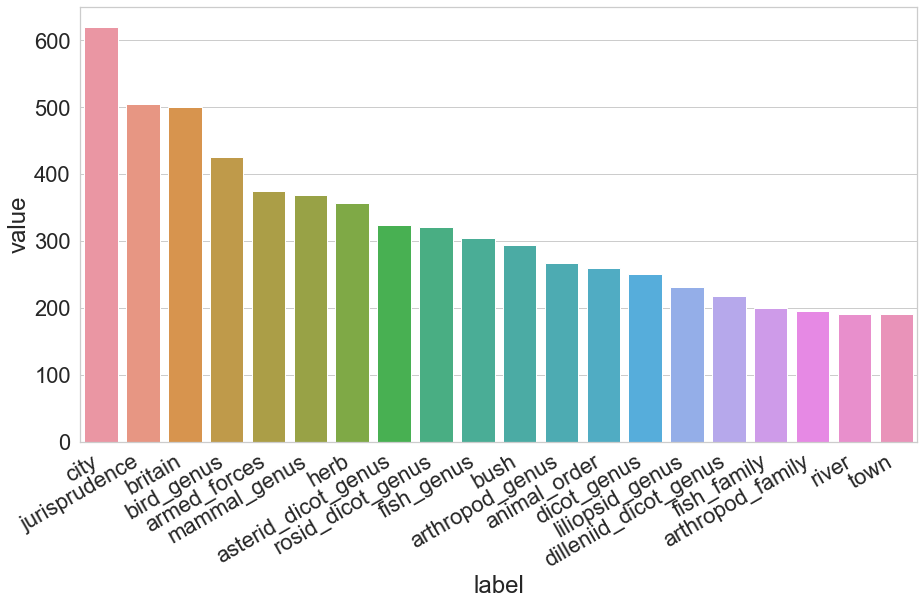 600
500
400
300
200
100
0
value
city
jurisprudence
britain
bird_genus
armed_forces
mammal_genus
herb
asterid_dicot_genus
rosid_dicot_genus
fish_genus
bush
arthropod_genus
animal_order
dicot_genus
liliopsid_genus
dilleniid_dicot_genus
fish_family
arthropod_family
river
town
label